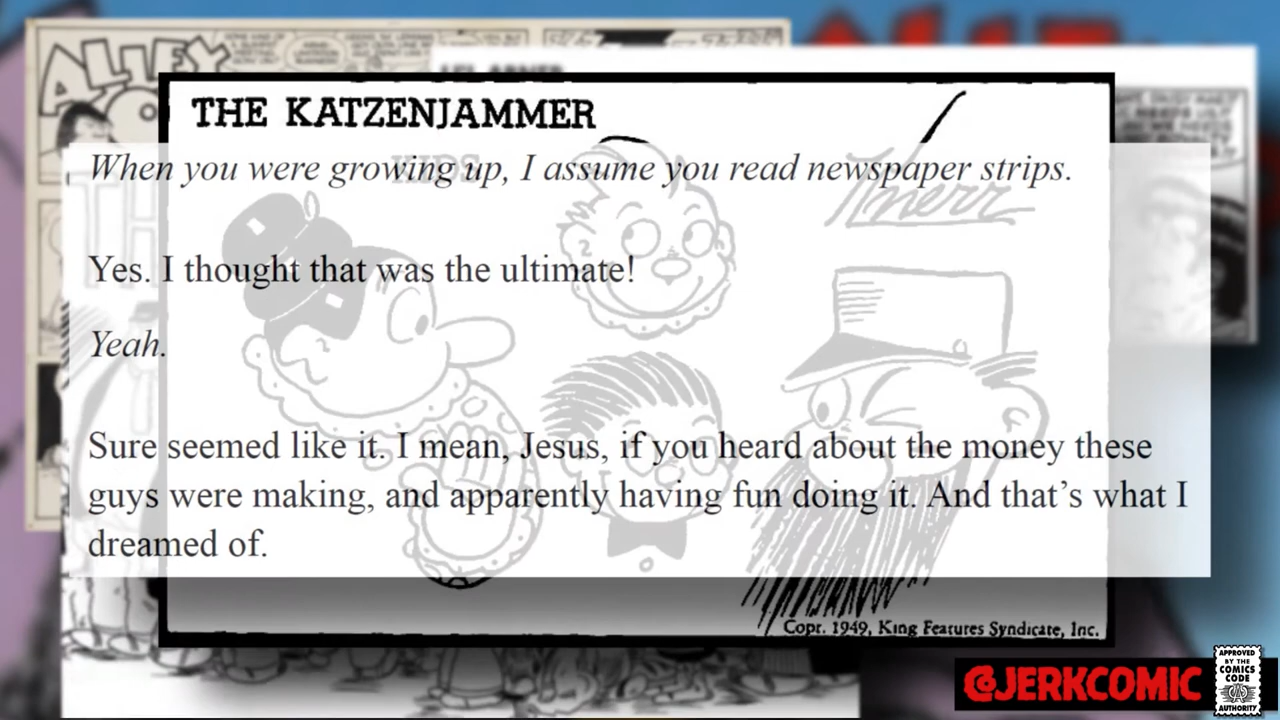 ALLEY
THE KATZENJAMMER
KIDS
Knerr
When you were growing up, I assume you read newspaper strips.
Yes. I thought that was the ultimate!
Yeah.
Sure seemed like it. I mean, Jesus, if you heard about the money these
guys were making, and apparently having fun doing it. And that’s what I
dreamed of.
Copr. 1949, King Features Syndicate, Inc.
@JERKCOMIC
APPROVED
BY THE
COMICS
CODE
AUTHORITY